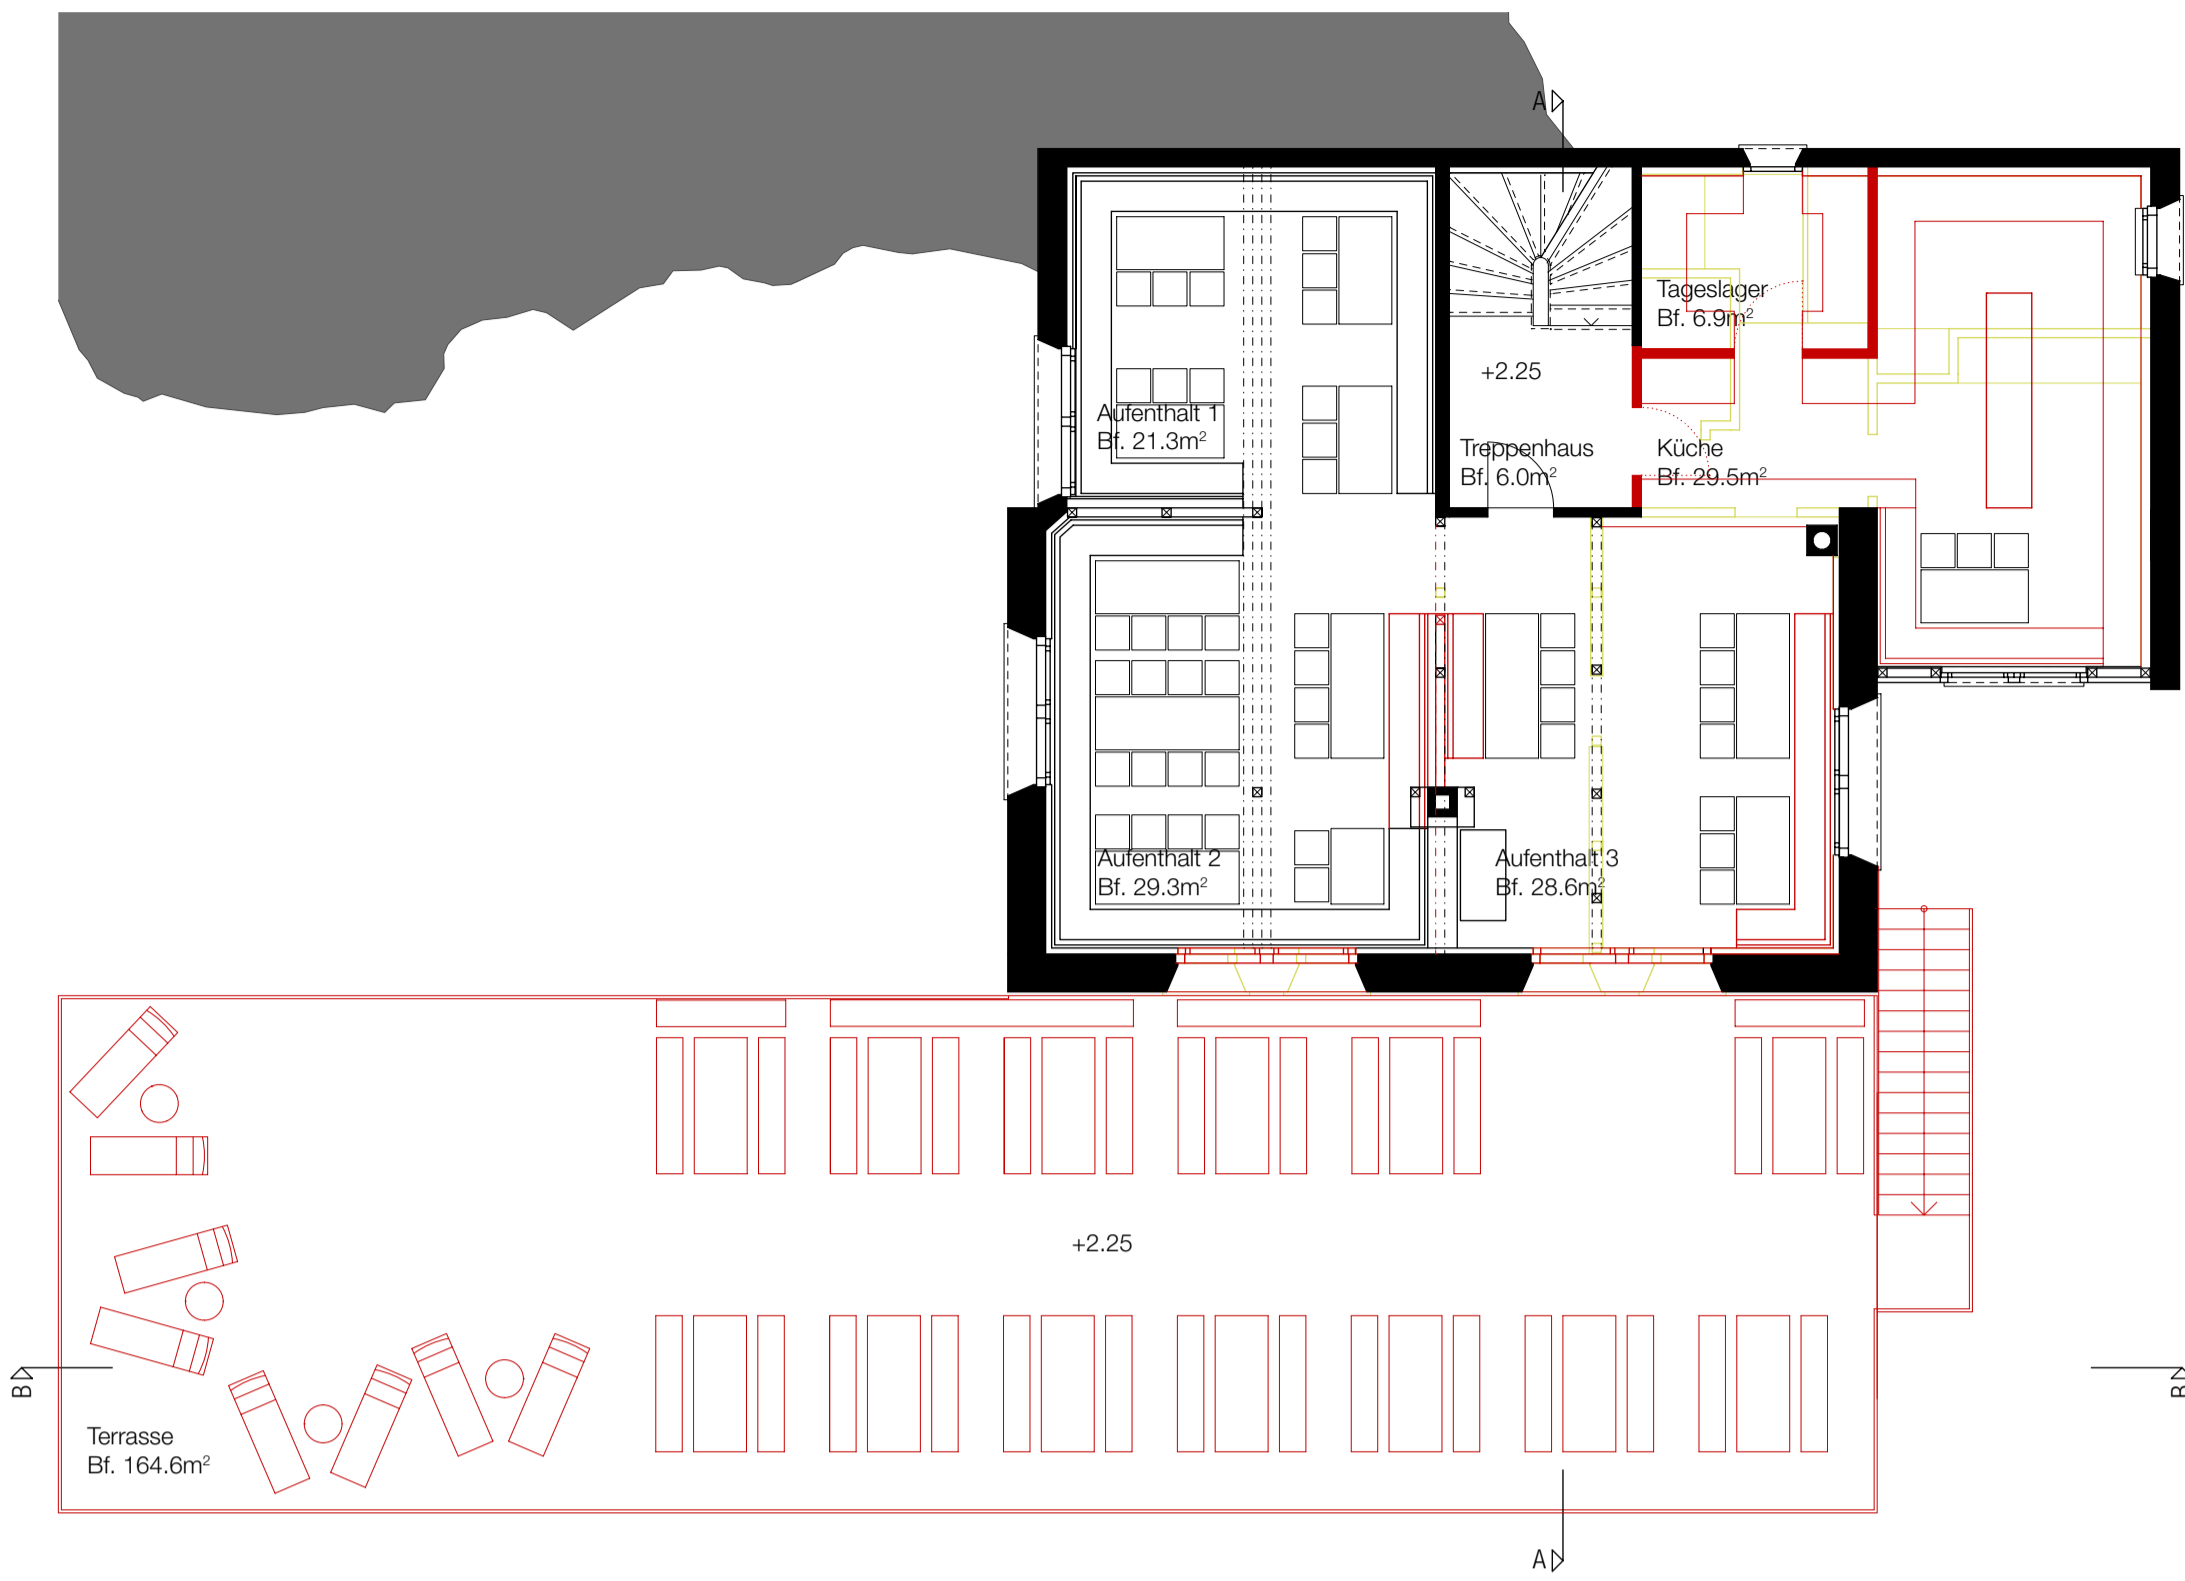 A
Tageslager
Bf. 6.9m²
+2.25
Aufenthalt 1
Bf. 21.3m²
Treppenhaus
Bf. 6.0m²
Küche
Bf. 29.5m²
Aufenthalt 2
Bf. 29.3m²
Aufenthalt 3
Bf. 28.6m²
+2.25
B
B
Terrasse
Bf. 164.6m²
A